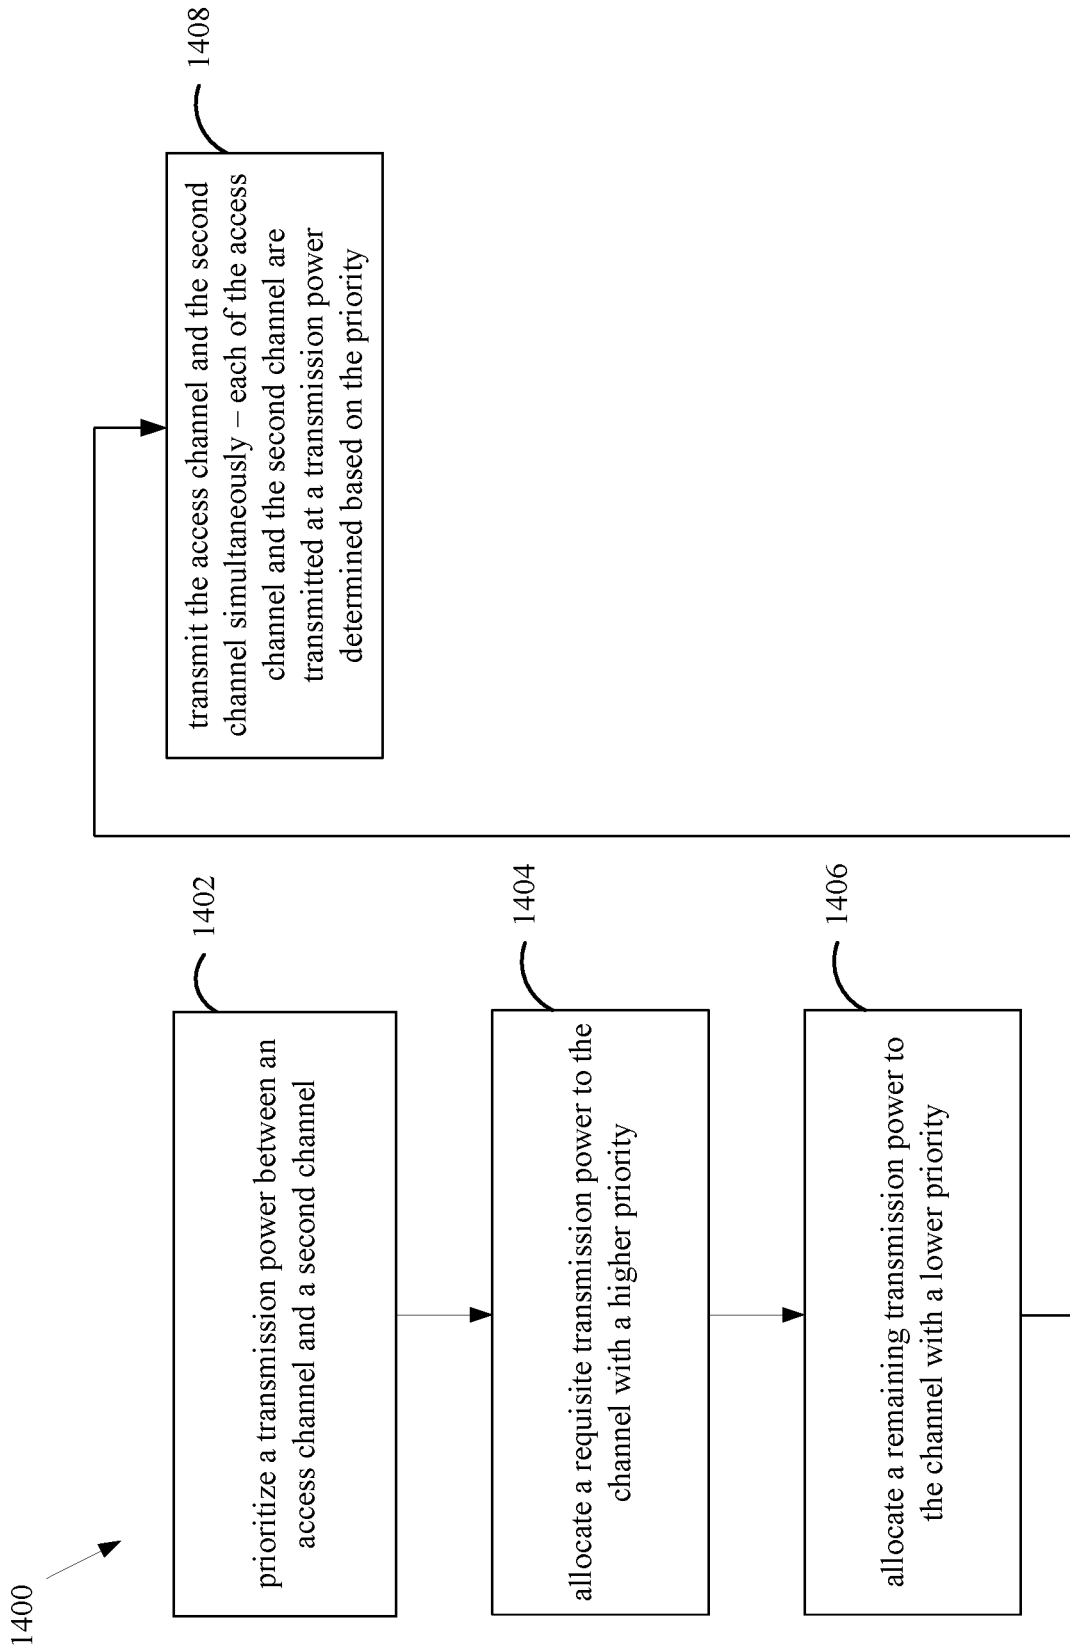 1400
1402
prioritize a transmission power between an
access channel and a second channel
1404
allocate a requisite transmission power to the
channel with a higher priority
1406
allocate a remaining transmission power to
the channel with a lower priority
1408
transmit the access channel and the second
channel simultaneously – each of the access
channel and the second channel are
transmitted at a transmission power
determined based on the priority